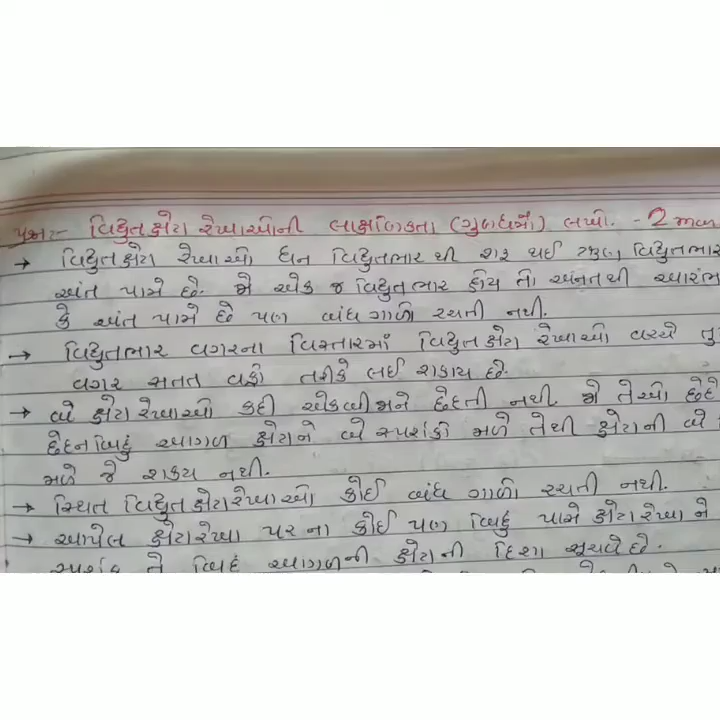 પ્રશ્ન:- વિદ્યુતક્ષેત્ર રેખાઓની લાક્ષણિકતા (ગુણધર્મો) લખો. - 2
→ વિદ્યુતક્ષેત્ર રેખાઓ ધન વિદ્યુતભાર થી શરૂ થઈ ઋણ વિદ્યુતભાર
અંત પામે છે. જો એક જ વિદ્યુતભાર હોય તો અનંતથી આરંભ
કે અંત પામે છે પણ બંધ ગાળો રચતી નથી.
→ વિદ્યુતભાર વગરના વિસ્તારમાં વિદ્યુતક્ષેત્ર રેખાઓ વચ્ચે
વગર સતત વક્રો તરીકે લઈ શકાય છે.
→ બે ક્ષેત્રરેખાઓ કદી એકબીજાને છેદતી નથી. જો તેઓ છેદે
છેદનબિંદુ આગળ ક્ષેત્રને બે સ્પર્શકો મળે તેથી ક્ષેત્રની બે
મળે જે શક્ય નથી.
→ સ્થિત વિદ્યુતક્ષેત્રરેખાઓ કોઈ બંધ ગાળો રચતી નથી.
→ આપેલ ક્ષેત્રરેખા પરના કોઈ પણ બિંદુ પાસે ક્ષેત્રરેખા ને
સ્પર્શક તે બિંદુ આગળની ક્ષેત્રની દિશા સૂચવે છે.